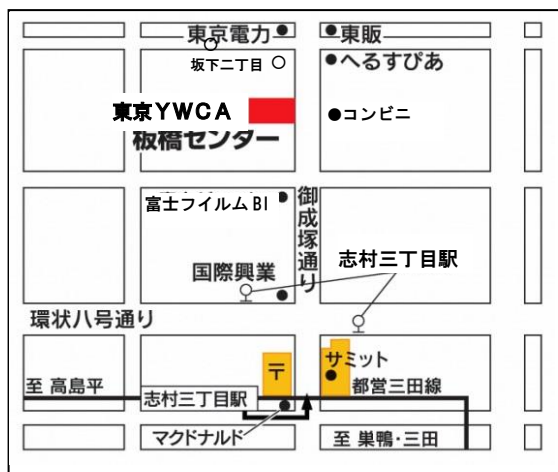 東京電力
東販
坂下二丁目
へるすぴあ
東京YWCA
板橋センター
コンビニ
富士フイルムBI
御成塚通り
国際興業
志村三丁目駅
環状八号通り
〒
サミット
至 高島平
志村三丁目駅
都営三田線
マクドナルド
至 巣鴨・三田